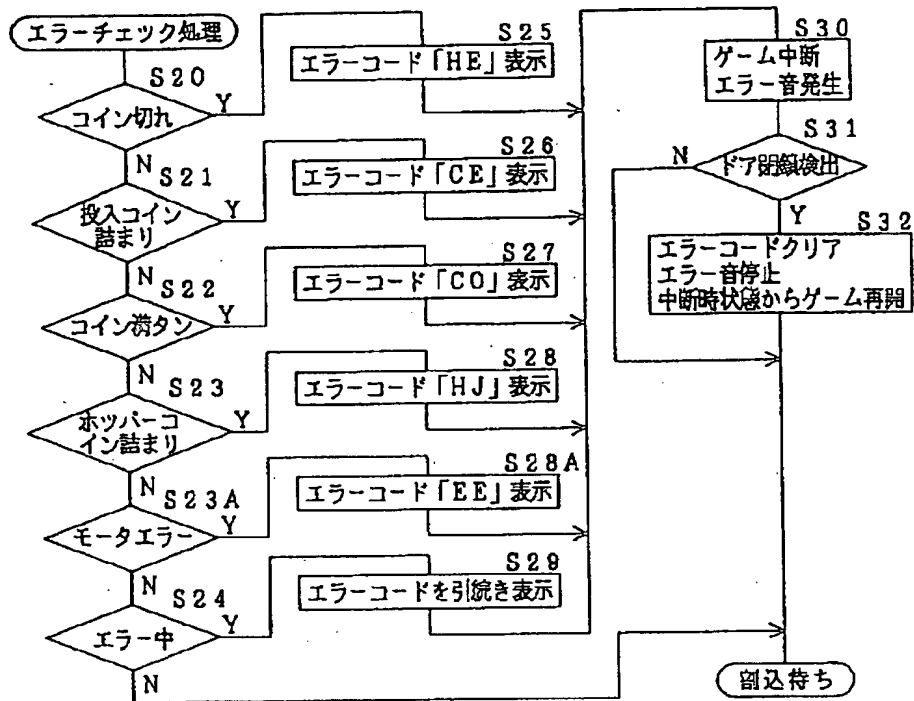 エラーチェック処理
S20
コイン切れ
Y
N
S21
投入コイン
詰まり
Y
N
S22
コイン満タン
Y
N
S23
ホッパーコ
イン詰まり
Y
N
S23A
モータエラー
Y
N
S24
エラー中
Y
N
S25
エラーコード「HE」表示
S26
エラーコード「CE」表示
S27
エラーコード「CO」表示
S28
エラーコード「HJ」表示
S28A
エラーコード「EE」表示
S29
エラーコードを引続き表示
S30
ゲーム中断
エラー音発生
S31
ドア閉鎖検出
N
Y
S32
エラーコードクリア
エラー音停止
中断時状態からゲーム再開
割込待ち